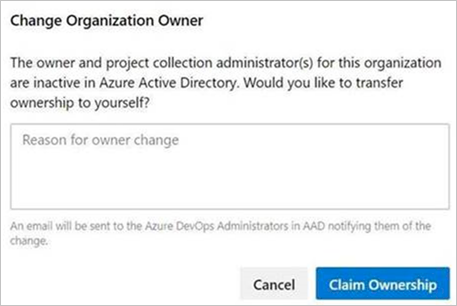 Change Organization Owner
The owner and project collection administrator(s) for this organization
are inactive in Azure Active Directory. Would you like to transfer
ownership to yourself?
Reason for owner change
An email will be sent to the Azure DevOps Administrators in AAD notifying them of the
change.
Cancel Claim Ownership